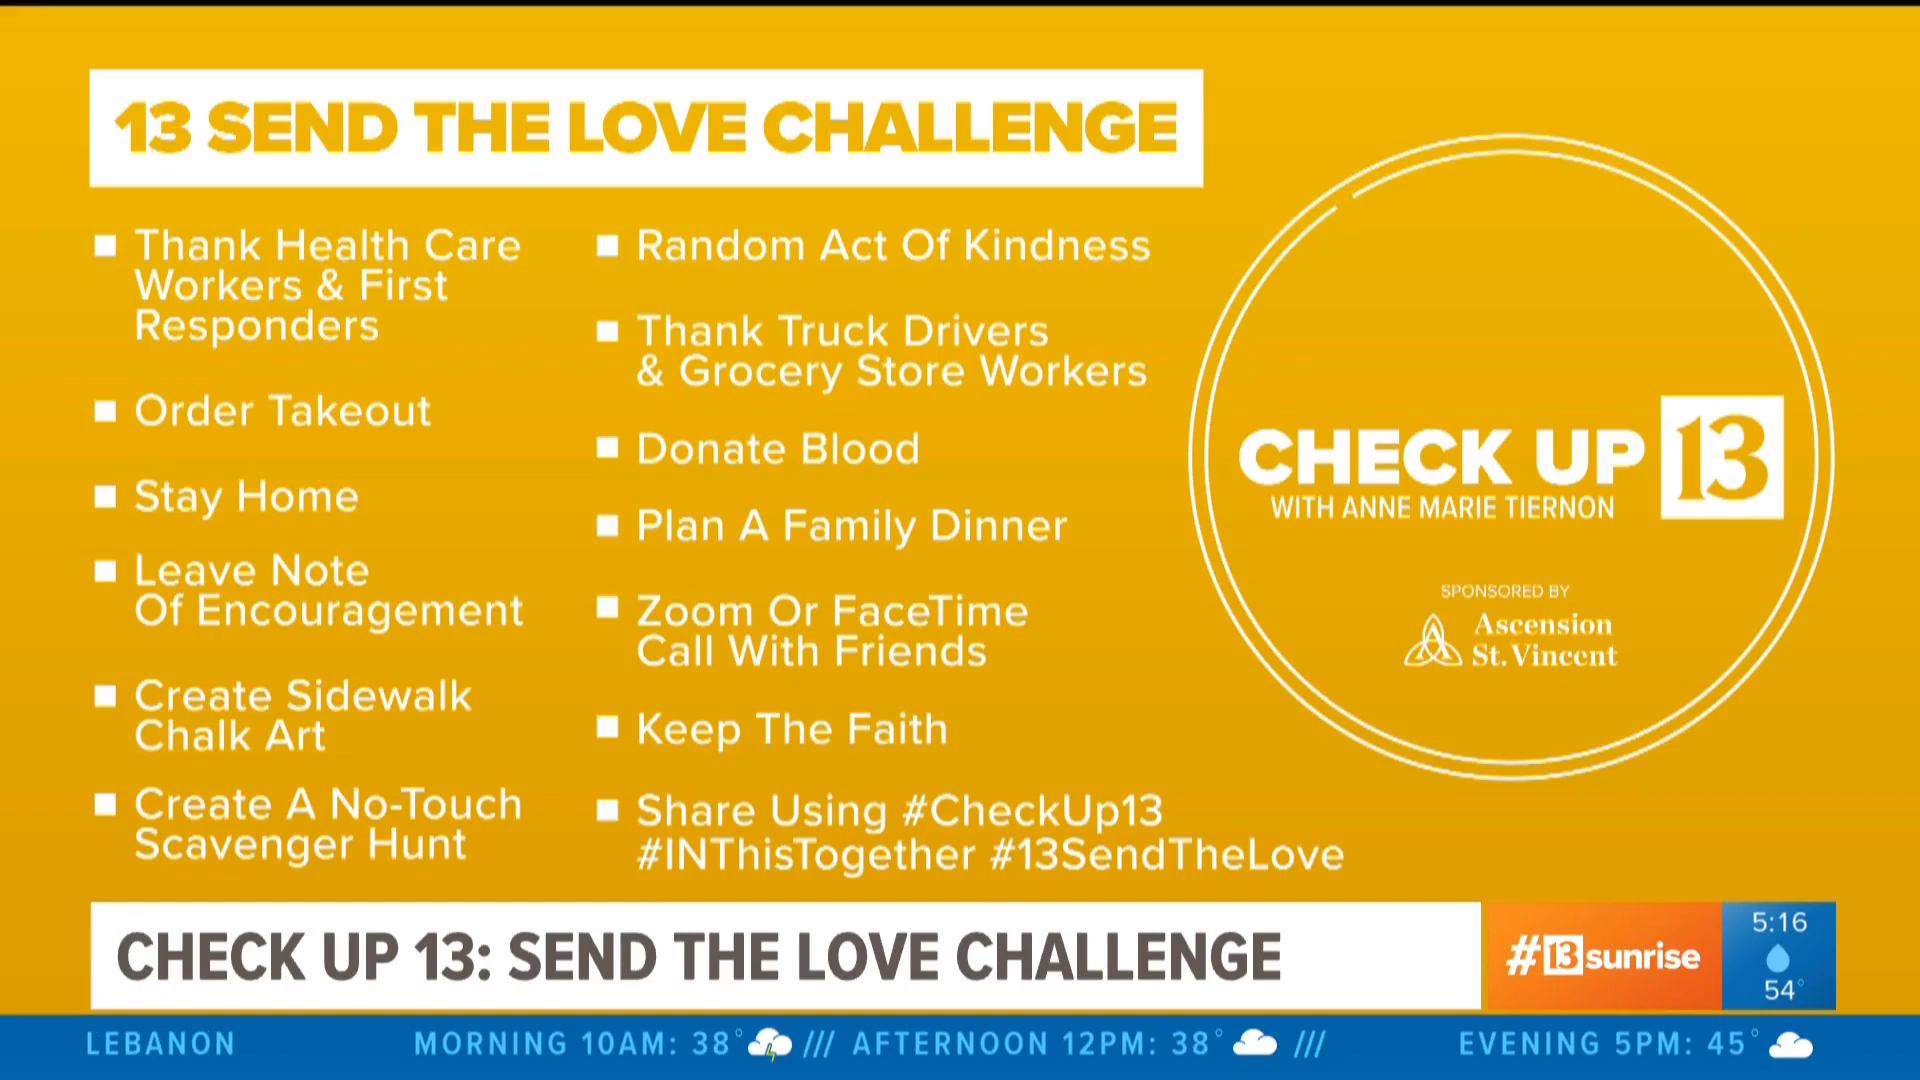 13 SEND THE LOVE CHALLENGE
Thank Health Care
Workers & First
Responders
Order Takeout
Stay Home
Leave Note
Of Encouragement
Create Sidewalk
Chalk Art
Create A No-Touch
Scavenger Hunt
Random Act Of Kindness
Thank Truck Drivers
& Grocery Store Workers
Donate Blood
Plan A Family Dinner
Zoom Or FaceTime
Call With Friends
Keep The Faith
Share Using #CheckUp13
#INThisTogether #13SendTheLove
CHECK UP 13
WITH ANNE MARIE TIERNON
SPONSORED BY
Ascension
St. Vincent
CHECK UP 13: SEND THE LOVE CHALLENGE
#13sunrise
5:16
54°
LEBANON MORNING 10AM: 38° /// AFTERNOON 12PM: 38° /// EVENING 5PM: 45°